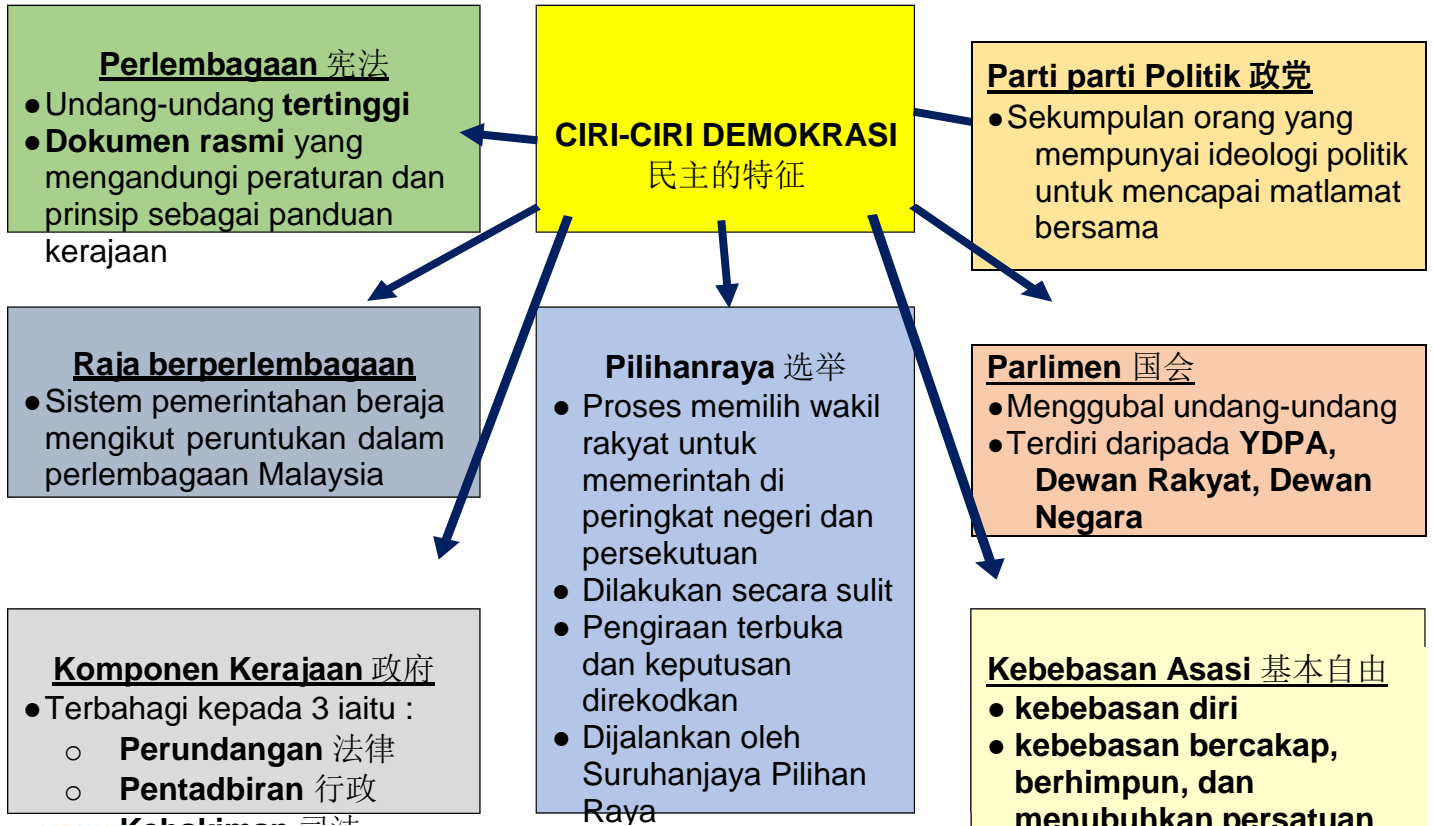 CIRI-CIRI DEMOKRASI
民主的特征
Perlembagaan 宪法
●Undang-undang tertinggi
●Dokumen rasmi yang
mengandungi peraturan dan
prinsip sebagai panduan
kerajaan
Parti parti Politik 政党
●Sekumpulan orang yang
mempunyai ideologi politik
untuk mencapai matlamat
bersama
Raja berperlembagaan
●Sistem pemerintahan beraja
mengikut peruntukan dalam
perlembagaan Malaysia
Pilihanraya 选举
● Proses memilih wakil
rakyat untuk
memerintah di
peringkat negeri dan
persekutuan
● Dilakukan secara sulit
● Pengiraan terbuka
dan keputusan
direkodkan
● Dijalankan oleh
Suruhanjaya Pilihan
Raya
Parlimen 国会
●Menggubal undang-undang
●Terdiri daripada YDPA,
Dewan Rakyat, Dewan
Negara
Komponen Kerajaan 政府
●Terbahagi kepada 3 iaitu :
o Perundangan 法律
o Pentadbiran 行政
Kehakiman 司法
Kebebasan Asasi 基本自由
● kebebasan diri
● kebebasan bercakap,
berhimpun, dan
menubuhkan persatuan